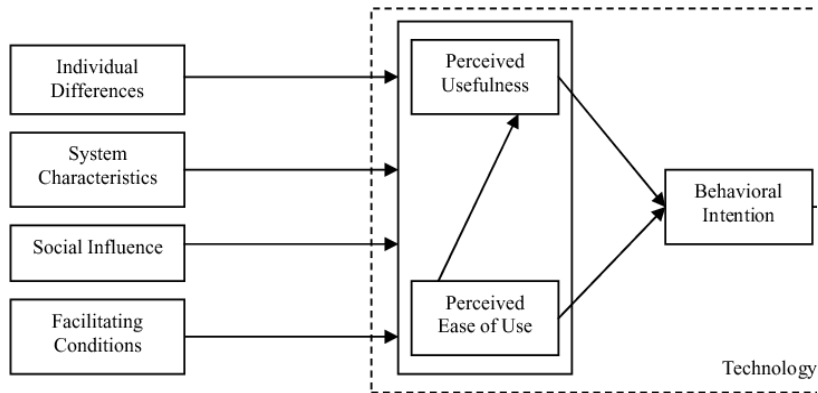 Individual
Differences
System
Characteristics
Social Influence
Facilitating
Conditions
Perceived
Usefulness
Perceived
Ease of Use
Behavioral
Intention
Technology